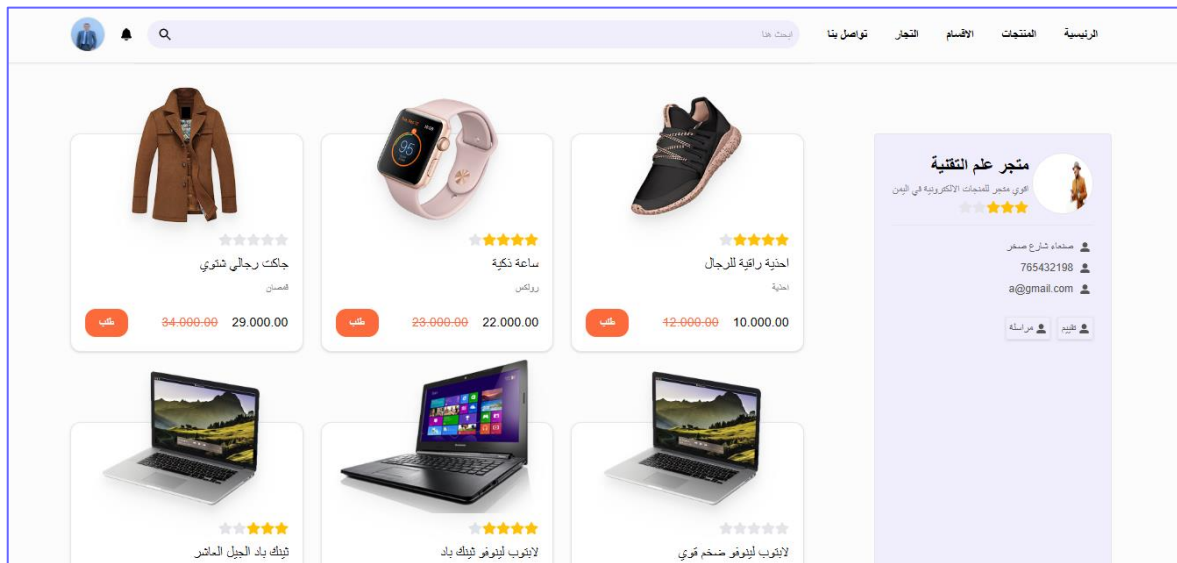 الرئيسية المنتجات الاقسام التجار تواصل بنا ابحث هنا
متجر علم التقنية
اقوي متجر للمنجات الالكترونية في اليمن
صنعاء شارع صخر
765432198
a@gmail.com
تقييم مراسلة
احذية راقية للرجال
احذية
10.000.00 12.000.00 طلب
ساعة ذكية
رولكس
22.000.00 23.000.00 طلب
جاكت رجالي شتوي
قمصان
29.000.00 34.000.00 طلب
لابتوب لينوفو ضخم قوي
لابتوب لينوفو ثينك باد
ثينك باد الجيل العاشر